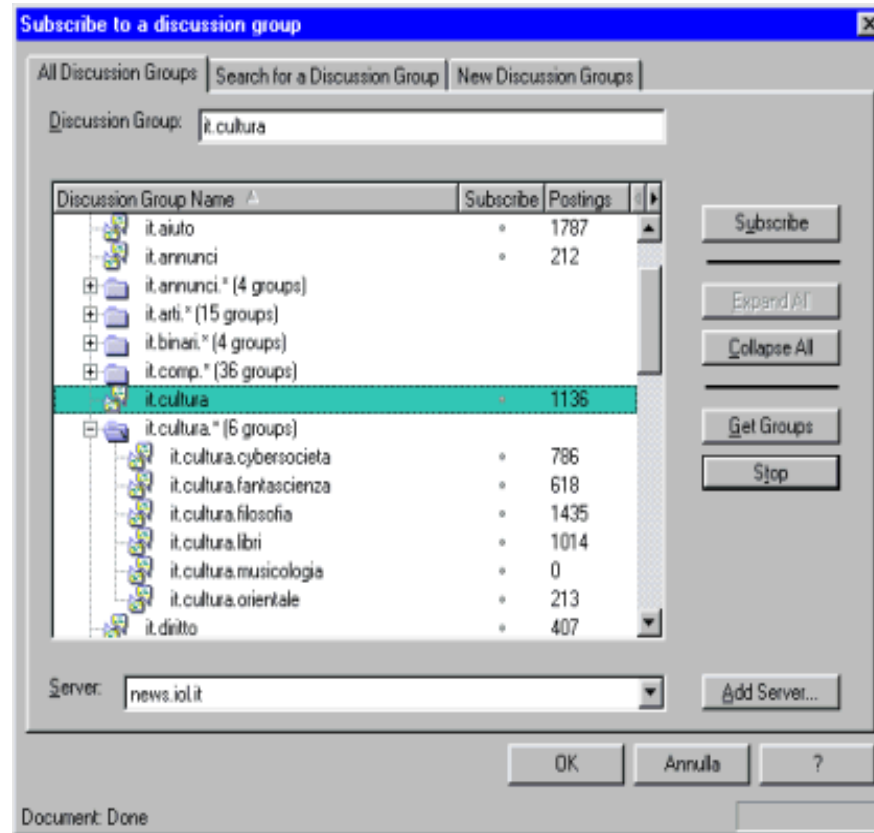 Subscribe to a discussion group
All Discussion Groups Search for a Discussion Group New Discussion Groups
Discussion Group: it.cultura
Discussion Group Name Subscribe Postings
it.aiuto 1787
it.annunci 212
it.annunci.* (4 groups)
it.arti.* (15 groups)
it.binari.* (4 groups)
it.comp.* (36 groups)
it.cultura 1136
it.cultura.* (6 groups)
it.cultura.cybersocieta 786
it.cultura.fantascienza 618
it.cultura.filosofia 1435
it.cultura.libri 1014
it.cultura.musicologia 0
it.cultura.orientale 213
it.diritto 407
Subscribe
Expand All
Collapse All
Get Groups
Stop
Server: news.iol.it
Add Server...
OK Annulla ?
Document: Done